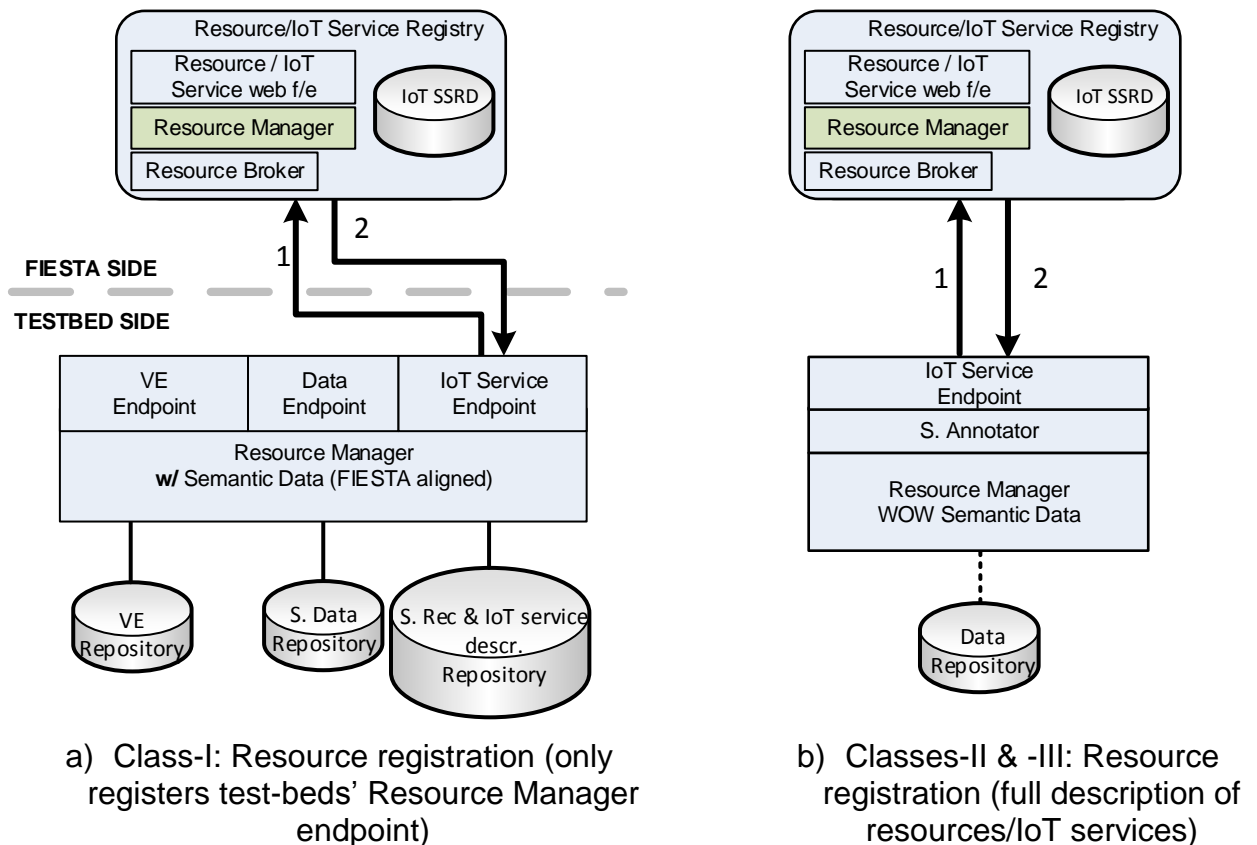 Resource/IoT Service Registry
Resource / IoT
Service web f/e
IoT SSRD
Resource Manager
Resource Broker
1
2
FIESTA SIDE
TESTBED SIDE
VE
Endpoint
Data
Endpoint
IoT Service
Endpoint
Resource Manager
w/ Semantic Data (FIESTA aligned)
VE
Repository
S. Data
Repository
S. Rec & IoT service
descr.
Repository
a) Class-I: Resource registration (only
registers test-beds’ Resource Manager
endpoint)
Resource/IoT Service Registry
Resource / IoT
Service web f/e
IoT SSRD
Resource Manager
Resource Broker
1
2
IoT Service
Endpoint
S. Annotator
Resource Manager
WOW Semantic Data
Data
Repository
b) Classes-II & -III: Resource
registration (full description of
resources/IoT services)